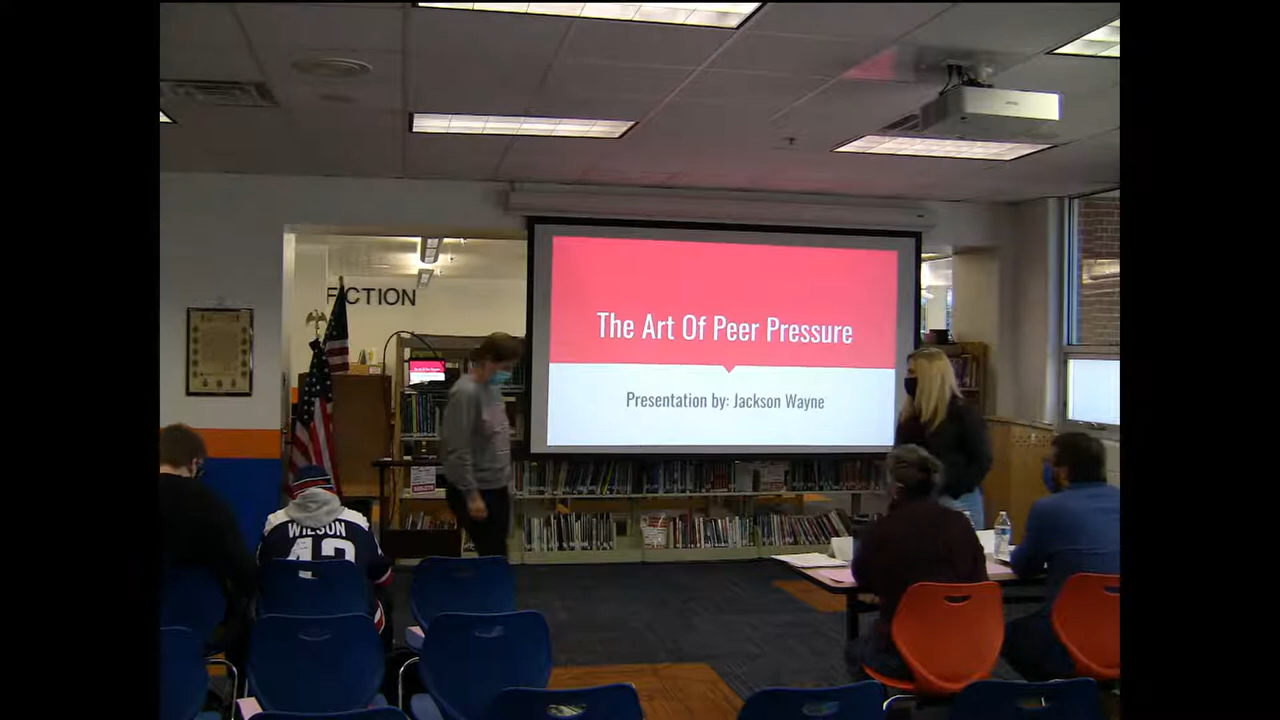 FICTION
The Art Of Peer Pressure
Presentation by: Jackson Wayne
WILSON